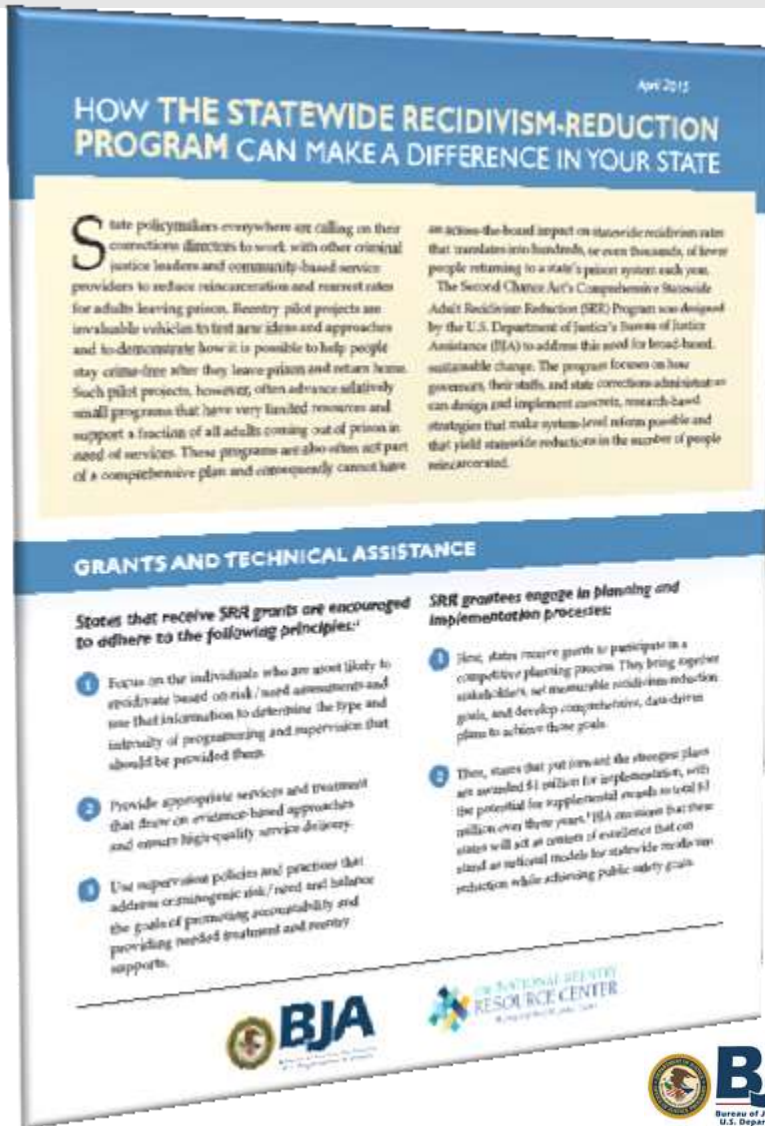 April 2015
HOW THE STATEWIDE RECIDIVISM-REDUCTION
PROGRAM CAN MAKE A DIFFERENCE IN YOUR STATE
State policymakers everywhere are calling on their
corrections directors to work with other criminal
justice leaders and community-based service
providers to reduce reincarceration and rearrest rates
for adults leaving prison. Reentry pilot projects are
invaluable vehicles to test new ideas and approaches
and to demonstrate how it is possible to help people
stay crime-free after they leave prison and return home.
Such pilot projects, however, often advance relatively
small programs that have very limited resources and
support a fraction of all adults coming out of prison in
need of services. These programs are also often not part
of a comprehensive plan and consequently cannot have
an across-the-board impact on statewide recidivism rates
that translates into hundreds, or even thousands, of fewer
people returning to a state's prison system each year.
The Second Chance Act's Comprehensive Statewide
Adult Recidivism Reduction (SRR) Program was designed
by the U.S. Department of Justice's Bureau of Justice
Assistance (BJA) to address this need for broad-based,
sustainable change. The program focuses on how
governors, their staffs, and state corrections administrators
can design and implement concrete, research-based
strategies that make system-level reform possible and
that yield statewide reductions in the number of people
reincarcerated.
GRANTS AND TECHNICAL ASSISTANCE
States that receive SRR grants are encouraged
to adhere to the following principles:
1 Focus on the individuals who are most likely to
recidivate based on risk/need assessments and
use that information to determine the type and
intensity of programming and supervision that
should be provided them.
2 Provide appropriate services and treatment
that draw on evidence-based approaches
and ensure high-quality service delivery.
3 Use supervision policies and practices that
address criminogenic risk/need and balance
the goals of promoting accountability and
providing needed treatment and reentry
supports.
SRR grantees engage in planning and
implementation processes:
1 First, states receive grants to participate in a
competitive planning process. They bring together
stakeholders, set measurable recidivism-reduction
goals, and develop comprehensive, data-driven
plans to achieve those goals.
2 Then, states that put forward the strongest plans
are awarded $1 million for implementation, with
the potential for supplemental awards to total $3
million over three years. BJA envisions that these
states will act as centers of excellence that can
stand as national models for statewide recidivism
reduction while achieving public safety goals.
BJA
NATIONAL REENTRY
RESOURCE CENTER
B
Bureau of J
U.S. Depar